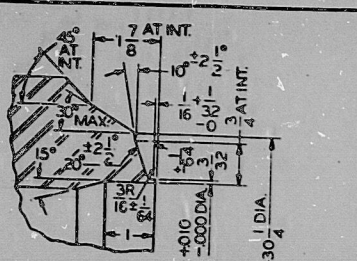 45°
AT
INT.
1 7/8 AT INT.
10° ± 2 1/2°
1/16 + 1/32 - 0
3/4 AT INT.
30°
MAX.
15°
20° ± 2 1/2°
± 1/64
3/32
3/16 R ± 1/64
1
+.010
-.000 DIA.
30 1/4 DIA.